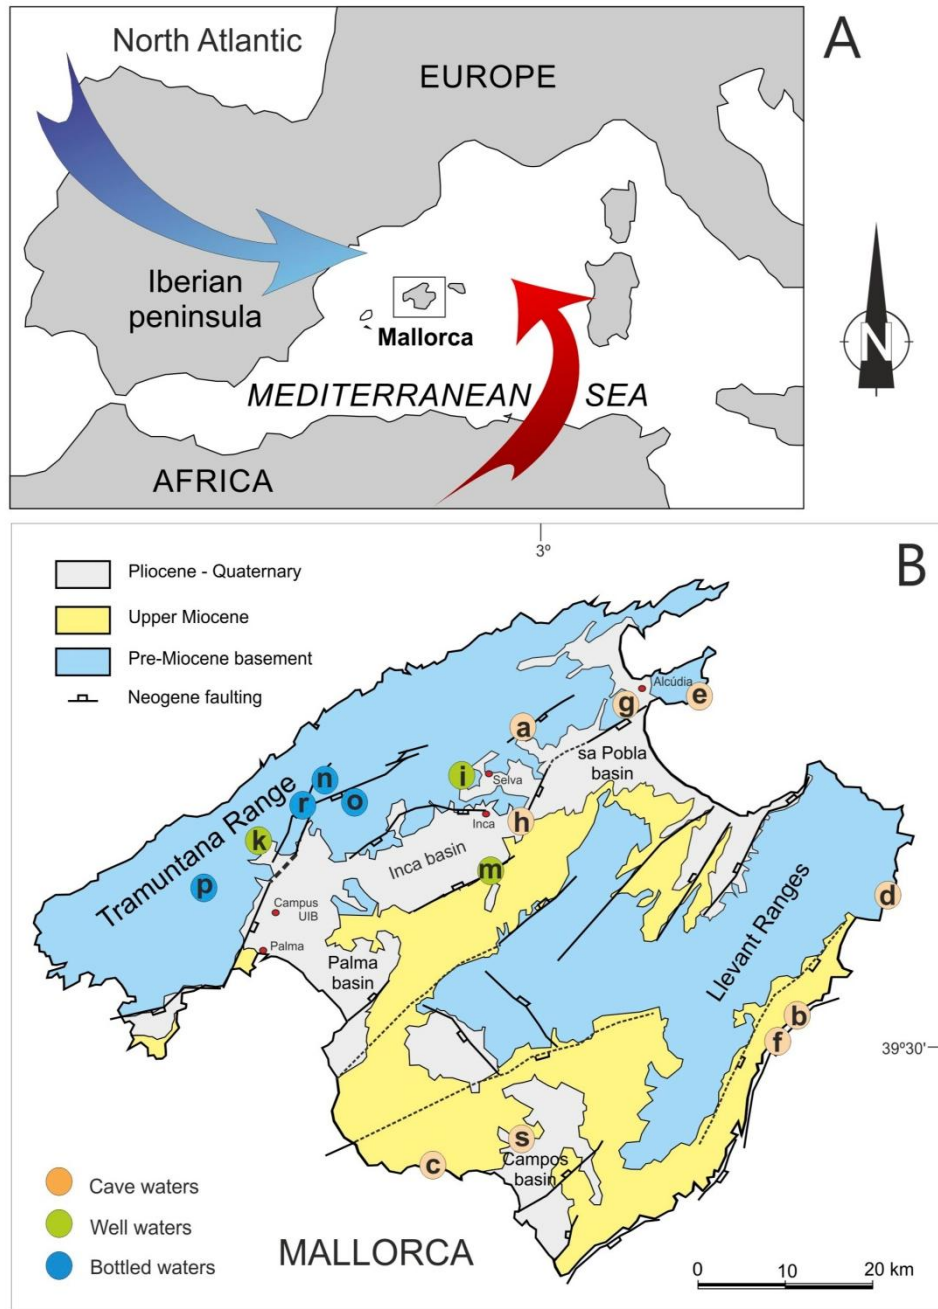 North Atlantic
EUROPE
A
Iberian
peninsula
Mallorca
MEDITERRANEAN SEA
AFRICA
N
3º
B
Pliocene - Quaternary
Upper Miocene
Pre-Miocene basement
Neogene faulting
Alcúdia
e
g
a
sa Pobla
basin
i
Selva
n
r
o
Tramuntana Range
h
Inca
k
Inca basin
m
p
Campus
UIB
Palma
Palma
basin
Llevant Ranges
d
b
f
39º30'
s
Campos
basin
c
Cave waters
Well waters
Bottled waters
MALLORCA
0 10 20 km